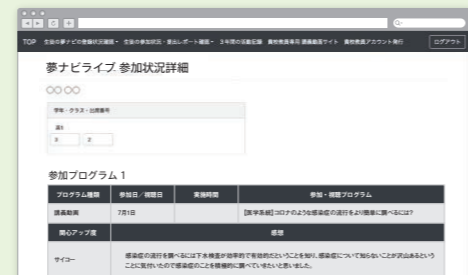 TOP 生徒の夢ナビの登録状況確認 生徒の参加状況・提出レポート確認 3年間の活動記録 高校教員専用 講義動画サイト 高校教員アカウント発行 ログアウト
夢ナビライブ 参加状況詳細
○○ ○○
学年・クラス・出席番号
高3
3 2
参加プログラム 1
プログラム種類 参加日／視聴日 実施時間 参加・視聴プログラム
講義動画 7月1日 【医学系統】コロナのような感染症の流行をより簡単に調べるには?
関心アップ度 感想
サイコー 感染症の流行を調べるには下水検査が効率的で有効的だということを知り、感染症について知らないことが沢山あるという
ことに気付いたので感染症のことを積極的に調べていきたいと思いました。